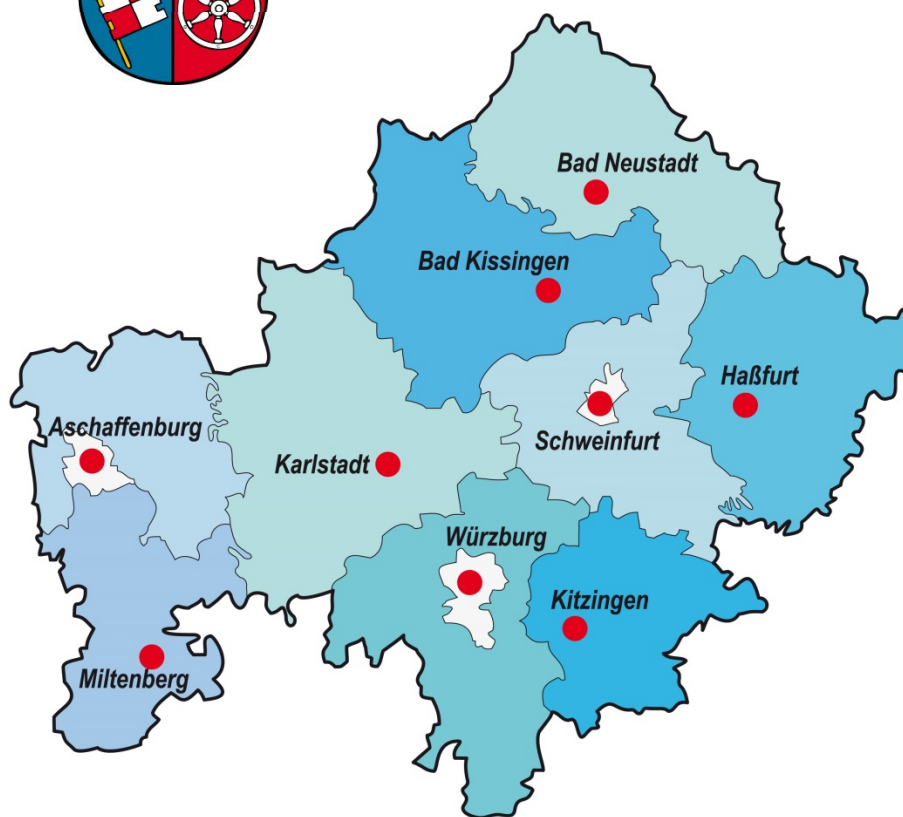 Bad Neustadt
Bad Kissingen
Haßfurt
Aschaffenburg
Schweinfurt
Karlstadt
Würzburg
Kitzingen
Miltenberg